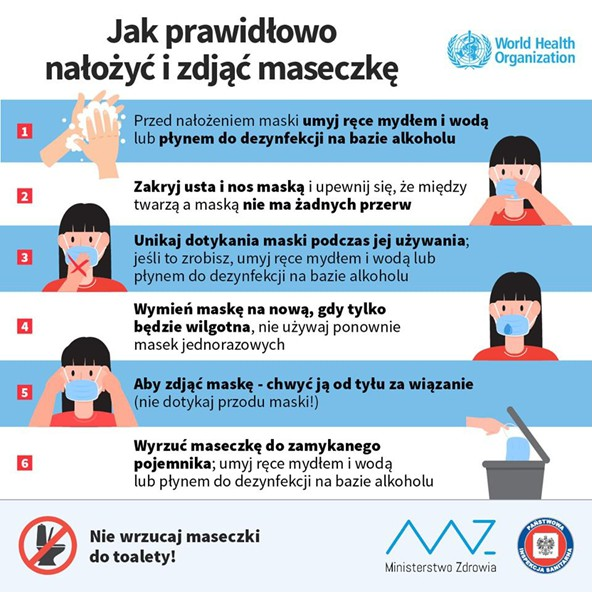 Jak prawidłowo
nałożyć i zdjąć maseczkę
World Health
Organization
1
Przed nałożeniem maski umyj ręce mydłem i wodą
lub płynem do dezynfekcji na bazie alkoholu
2
Zakryj usta i nos maską i upewnij się, że między
twarzą a maską nie ma żadnych przerw
3
Unikaj dotykania maski podczas jej używania;
jeśli to zrobisz, umyj ręce mydłem i wodą lub
płynem do dezynfekcji na bazie alkoholu
4
Wymień maskę na nową, gdy tylko
będzie wilgotna, nie używaj ponownie
masek jednorazowych
5
Aby zdjąć maskę - chwyć ją od tyłu za wiązanie
(nie dotykaj przodu maski!)
6
Wyrzuć maseczkę do zamykanego
pojemnika; umyj ręce mydłem i wodą
lub płynem do dezynfekcji na bazie alkoholu
Nie wrzucaj maseczki
do toalety!
Ministerstwo Zdrowia
PAŃSTWOWA
INSPEKCJA SANITARNA